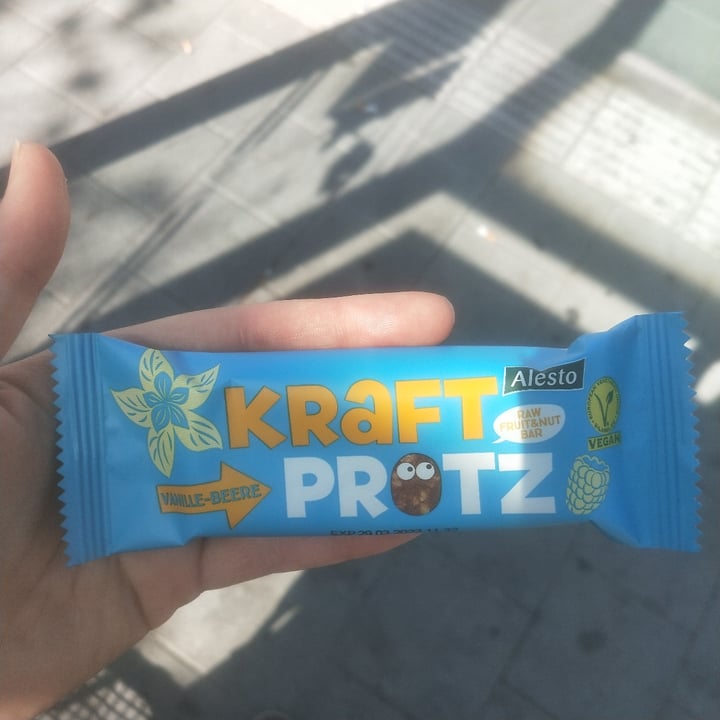 KRaFT
Alesto
RAW
FRUIT&NUT
BAR
VEGAN
PROTZ
VANILLE-BEERE